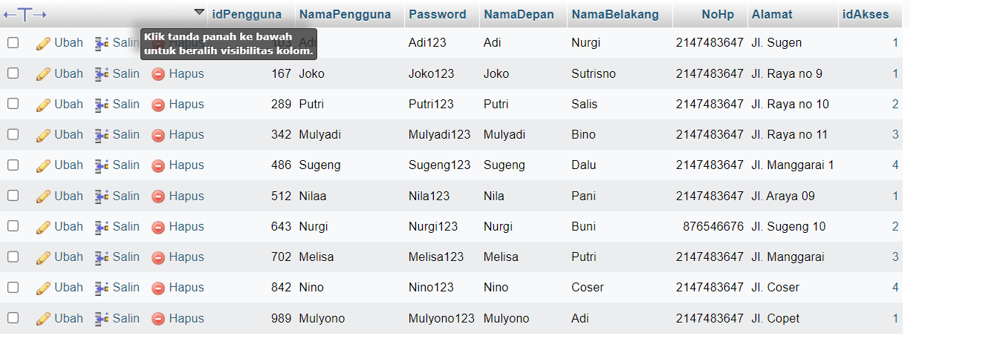 idPengguna NamaPengguna Password NamaDepan NamaBelakang NoHp Alamat idAkses
Klik tanda panah ke bawah
untuk beralih visibilitas kolom.
Ubah Salin 103 Adi Adi123 Adi Nurgi 2147483647 Jl. Sugen 1
Ubah Salin Hapus 167 Joko Joko123 Joko Sutrisno 2147483647 Jl. Raya no 9 1
Ubah Salin Hapus 289 Putri Putri123 Putri Salis 2147483647 Jl. Raya no 10 2
Ubah Salin Hapus 342 Mulyadi Mulyadi123 Mulyadi Bino 2147483647 Jl. Raya no 11 3
Ubah Salin Hapus 486 Sugeng Sugeng123 Sugeng Dalu 2147483647 Jl. Manggarai 1 4
Ubah Salin Hapus 512 Nilaa Nila123 Nila Pani 2147483647 Jl. Araya 09 1
Ubah Salin Hapus 643 Nurgi Nurgi123 Nurgi Buni 876546676 Jl. Sugeng 10 2
Ubah Salin Hapus 702 Melisa Melisa123 Melisa Putri 2147483647 Jl. Manggarai 3
Ubah Salin Hapus 842 Nino Nino123 Nino Coser 2147483647 Jl. Coser 4
Ubah Salin Hapus 989 Mulyono Mulyono123 Mulyono Adi 2147483647 Jl. Copet 1